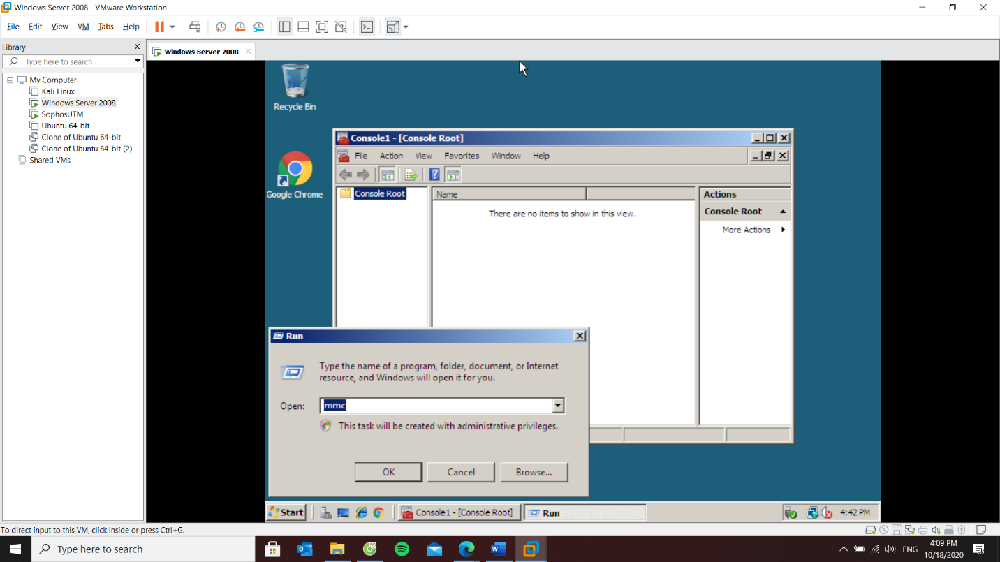 Windows Server 2008 - VMware Workstation
File Edit View VM Tabs Help
Library
Type here to search
My Computer
Kali Linux
Windows Server 2008
SophosUTM
Ubuntu 64-bit
Clone of Ubuntu 64-bit
Clone of Ubuntu 64-bit (2)
Shared VMs
Windows Server 2008
Recycle Bin
Google Chrome
Console1 - [Console Root]
File Action View Favorites Window Help
Console Root
Name
There are no items to show in this view.
Actions
Console Root
More Actions
Run
Type the name of a program, folder, document, or Internet
resource, and Windows will open it for you.
Open: mmc
This task will be created with administrative privileges.
OK Cancel Browse...
Start Console1 - [Console Root] Run 4:42 PM
To direct input to this VM, click inside or press Ctrl+G.
Type here to search
ENG
4:09 PM
10/18/2020